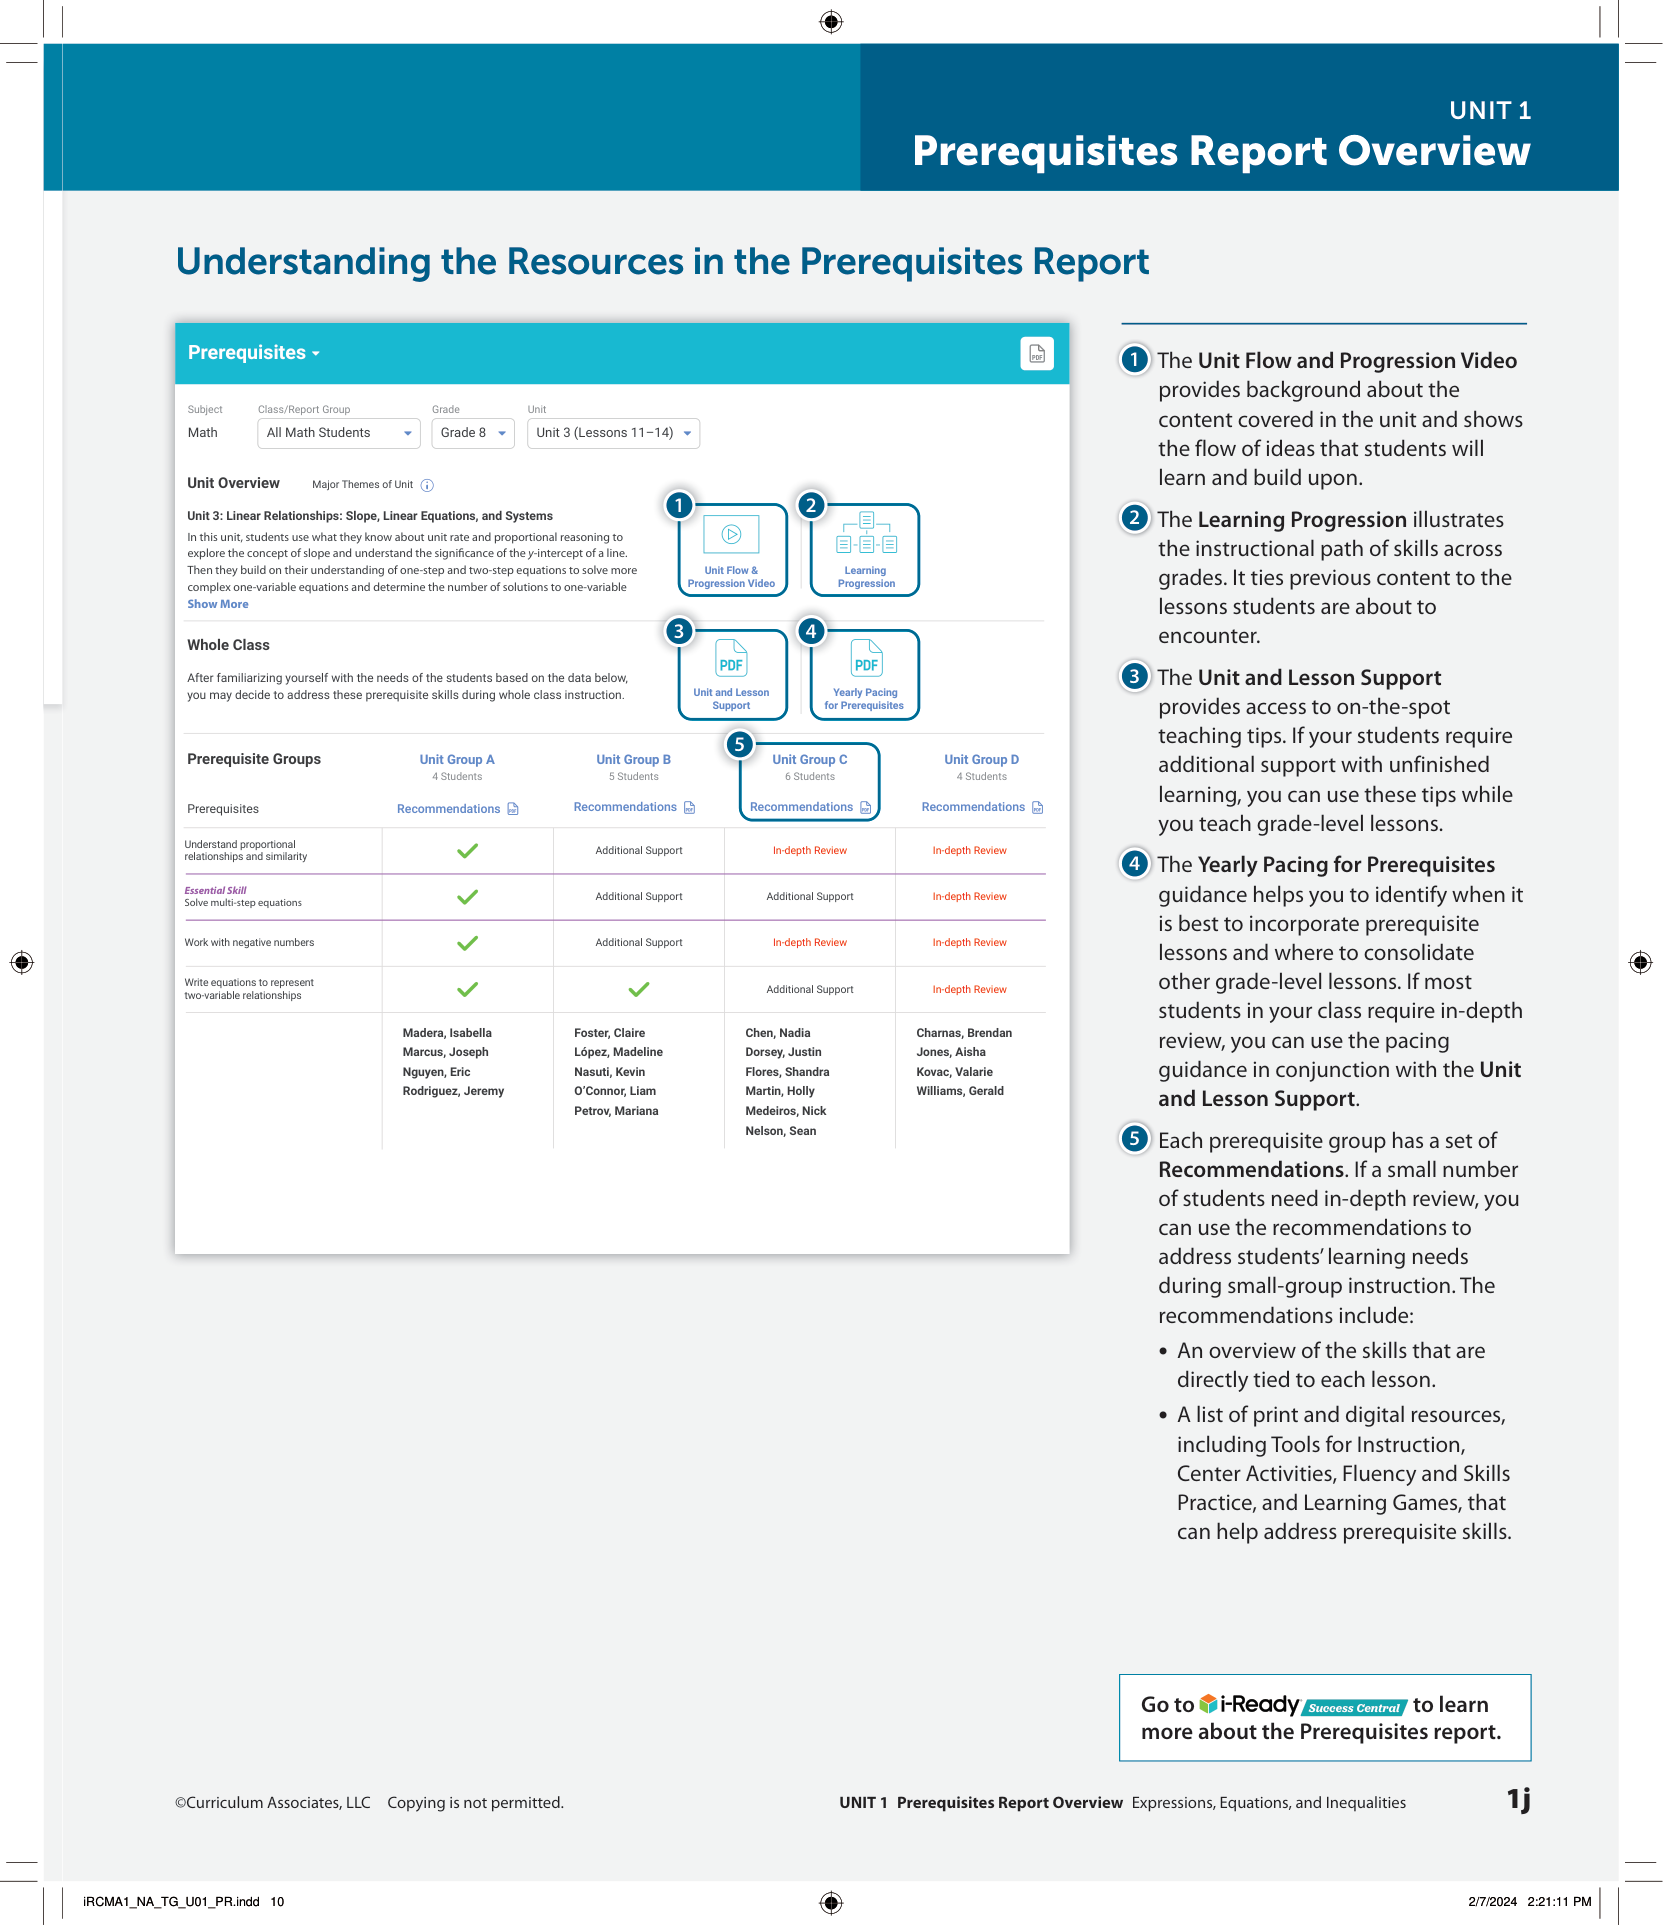 UNIT 1
Prerequisites Report Overview
Understanding the Resources in the Prerequisites Report
Prerequisites
PDF
Subject Class/Report Group Grade Unit
Math All Math Students Grade 8 Unit 3 (Lessons 11–14)
Unit Overview Major Themes of Unit
Unit 3: Linear Relationships: Slope, Linear Equations, and Systems
In this unit, students use what they know about unit rate and proportional reasoning to
explore the concept of slope and understand the significance of the y-intercept of a line.
Then they build on their understanding of one-step and two-step equations to solve more
complex one-variable equations and determine the number of solutions to one-variable
Show More
1
Unit Flow &
Progression Video
2
Learning
Progression
Whole Class
After familiarizing yourself with the needs of the students based on the data below,
you may decide to address these prerequisite skills during whole class instruction.
3
PDF
Unit and Lesson
Support
4
PDF
Yearly Pacing
for Prerequisites
5
Prerequisite Groups Unit Group A Unit Group B Unit Group C Unit Group D
4 Students 5 Students 6 Students 4 Students
Prerequisites Recommendations PDF Recommendations PDF Recommendations PDF Recommendations PDF
Understand proportional
relationships and similarity
Additional Support In-depth Review In-depth Review
Essential Skill
Solve multi-step equations
Additional Support Additional Support In-depth Review
Work with negative numbers Additional Support In-depth Review In-depth Review
Write equations to represent
two-variable relationships
Additional Support In-depth Review
Madera, Isabella Foster, Claire Chen, Nadia Charnas, Brendan
Marcus, Joseph López, Madeline Dorsey, Justin Jones, Aisha
Nguyen, Eric Nasuti, Kevin Flores, Shandra Kovac, Valarie
Rodriguez, Jeremy O’Connor, Liam Martin, Holly Williams, Gerald
Petrov, Mariana Medeiros, Nick
Nelson, Sean
1 The Unit Flow and Progression Video
provides background about the
content covered in the unit and shows
the flow of ideas that students will
learn and build upon.
2 The Learning Progression illustrates
the instructional path of skills across
grades. It ties previous content to the
lessons students are about to
encounter.
3 The Unit and Lesson Support
provides access to on-the-spot
teaching tips. If your students require
additional support with unfinished
learning, you can use these tips while
you teach grade-level lessons.
4 The Yearly Pacing for Prerequisites
guidance helps you to identify when it
is best to incorporate prerequisite
lessons and where to consolidate
other grade-level lessons. If most
students in your class require in-depth
review, you can use the pacing
guidance in conjunction with the Unit
and Lesson Support.
5 Each prerequisite group has a set of
Recommendations. If a small number
of students need in-depth review, you
can use the recommendations to
address students’ learning needs
during small-group instruction. The
recommendations include:
• An overview of the skills that are
directly tied to each lesson.
• A list of print and digital resources,
including Tools for Instruction,
Center Activities, Fluency and Skills
Practice, and Learning Games, that
can help address prerequisite skills.
Go to i-Ready Success Central to learn
more about the Prerequisites report.
©Curriculum Associates, LLC Copying is not permitted.
UNIT 1 Prerequisites Report Overview Expressions, Equations, and Inequalities 1j
iRCMA1_NA_TG_U01_PR.indd 10
2/7/2024 2:21:11 PM